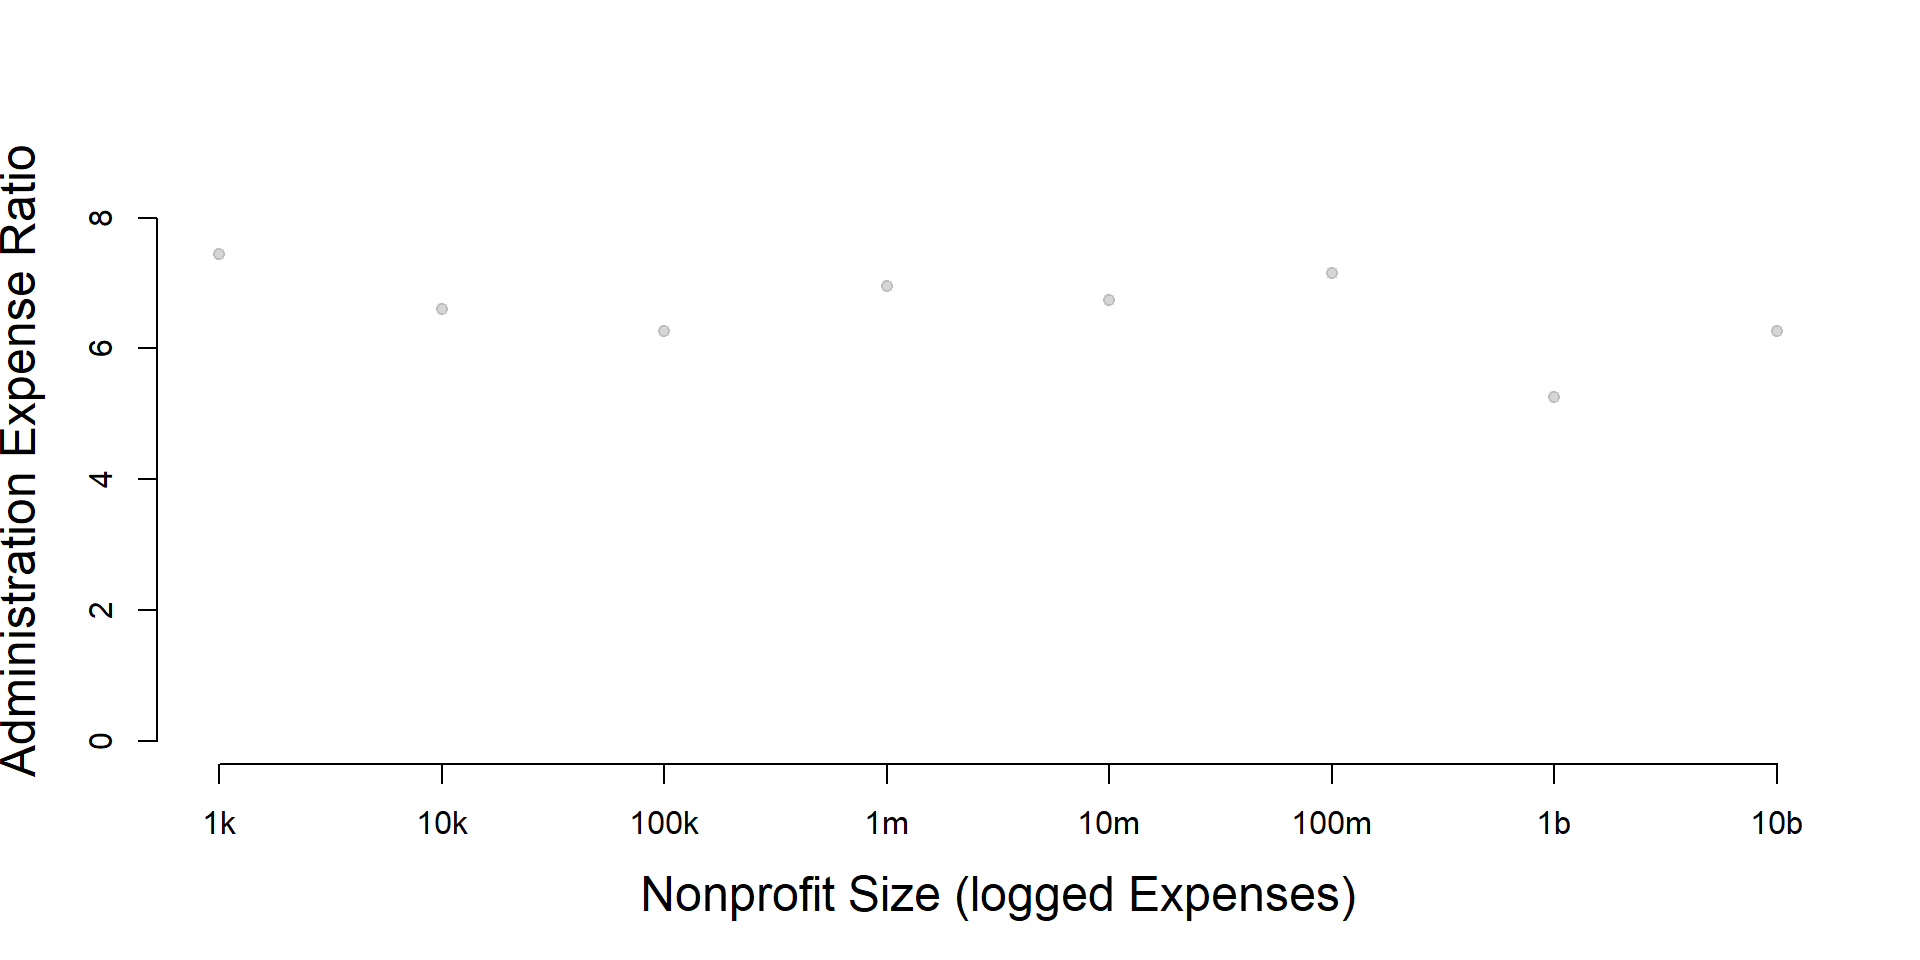 Administration Expense Ratio
8
6
4
2
0
1k 10k 100k 1m 10m 100m 1b 10b
Nonprofit Size (logged Expenses)